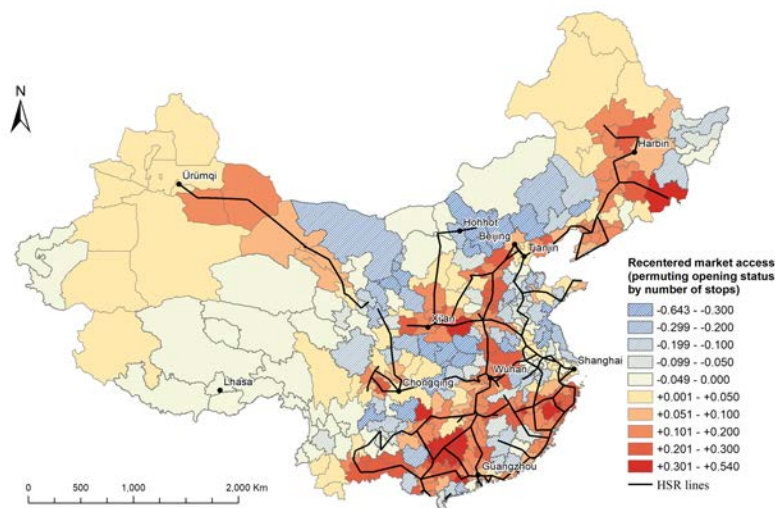 N
Harbin
Ürümqi
Hohhot
Beijing
Tianjin
Xian
Shanghai
Wuhan
Chongqing
Lhasa
Guangzhou
Recentered market access
(permuting opening status
by number of stops)
-0.643 - -0.300
-0.299 - -0.200
-0.199 - -0.100
-0.099 - -0.050
-0.049 - 0.000
+0.001 - +0.050
+0.051 - +0.100
+0.101 - +0.200
+0.201 - +0.300
+0.301 - +0.540
HSR lines
0 500 1,000 2,000 Km